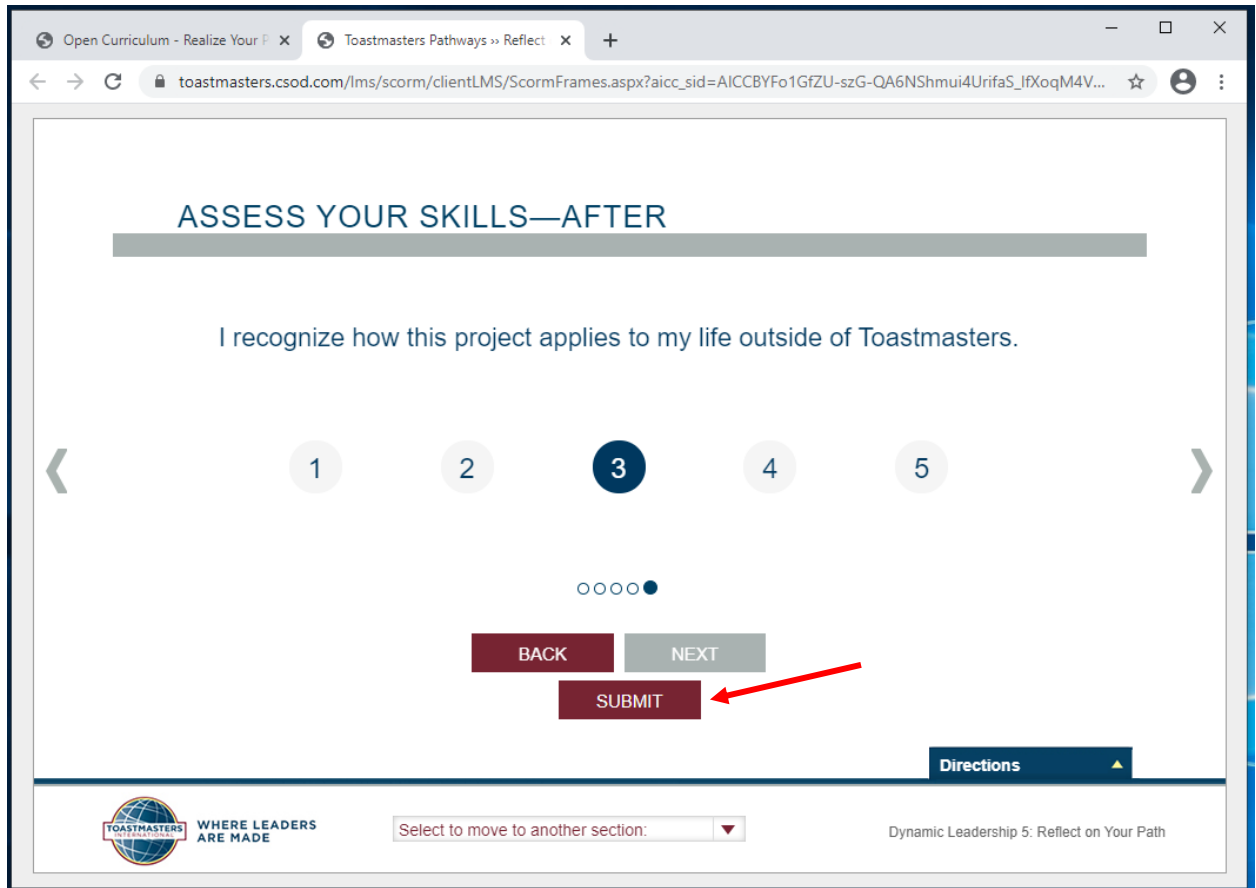 Open Curriculum - Realize Your P
Toastmasters Pathways ›› Reflect
toastmasters.csod.com/lms/scorm/clientLMS/ScormFrames.aspx?aicc_sid=AICCBYFo1GfZU-szG-QA6NShmui4UrifaS_lfXoqM4V...
ASSESS YOUR SKILLS—AFTER
I recognize how this project applies to my life outside of Toastmasters.
1 2 3 4 5
BACK NEXT
SUBMIT
Directions
TOASTMASTERS
INTERNATIONAL
WHERE LEADERS
ARE MADE
Select to move to another section:
Dynamic Leadership 5: Reflect on Your Path